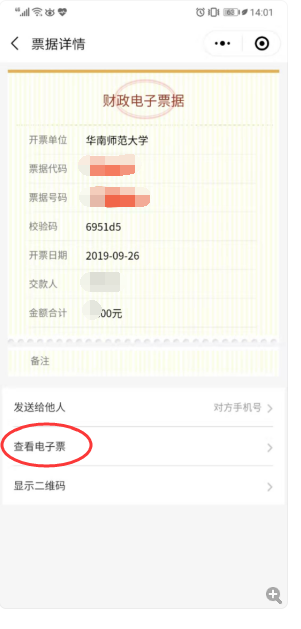 14:01
票据详情
财政电子票据
开票单位 华南师范大学
票据代码
票据号码
校验码 6951d5
开票日期 2019-09-26
交款人
金额合计 .00元
备注
发送给他人 对方手机号
查看电子票
显示二维码